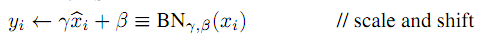 yᵢ ← γx̂ᵢ + β ≡ BN_γ,β(xᵢ) // scale and shift